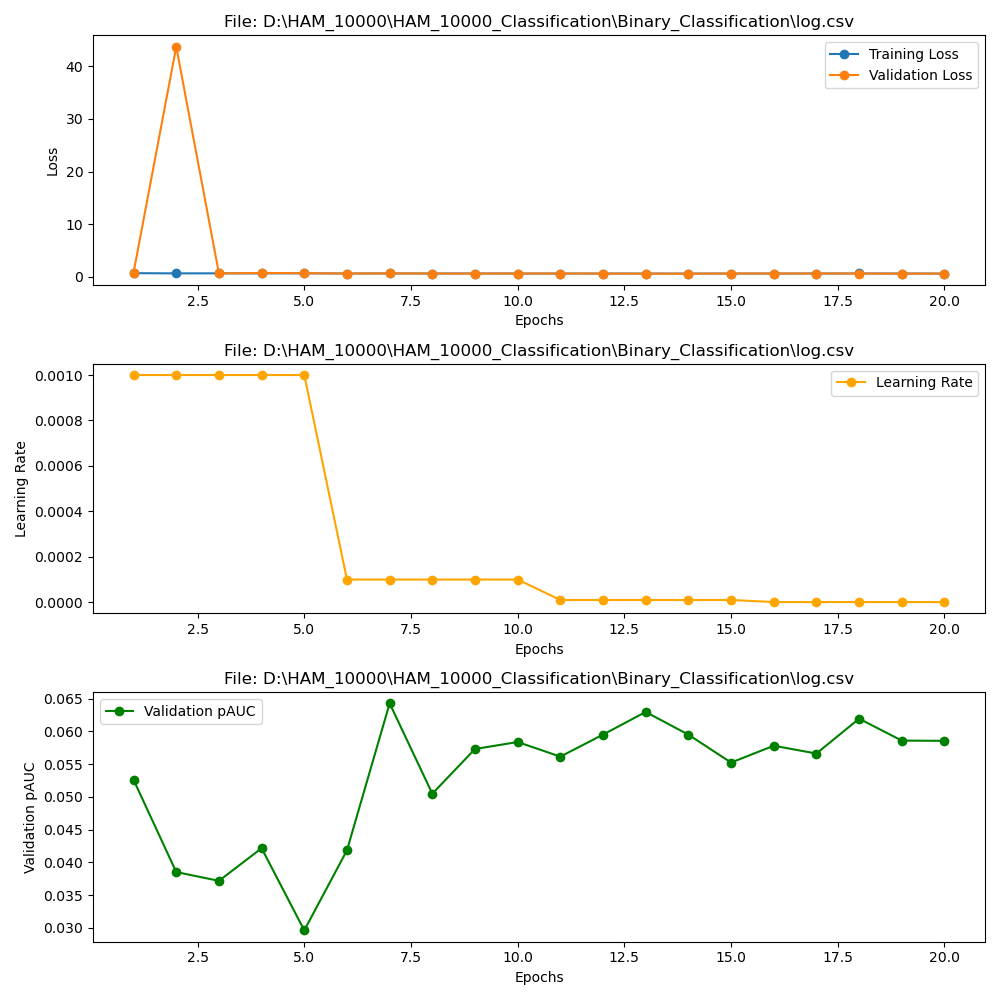 File: D:\HAM_10000\HAM_10000_Classification\Binary_Classification\log.csv
Training Loss
Validation Loss
40
30
20
10
0
Loss
2.5 5.0 7.5 10.0 12.5 15.0 17.5 20.0
Epochs
File: D:\HAM_10000\HAM_10000_Classification\Binary_Classification\log.csv
Learning Rate
0.0010
0.0008
0.0006
0.0004
0.0002
0.0000
Learning Rate
2.5 5.0 7.5 10.0 12.5 15.0 17.5 20.0
Epochs
File: D:\HAM_10000\HAM_10000_Classification\Binary_Classification\log.csv
Validation pAUC
0.065
0.060
0.055
0.050
0.045
0.040
0.035
0.030
Validation pAUC
2.5 5.0 7.5 10.0 12.5 15.0 17.5 20.0
Epochs